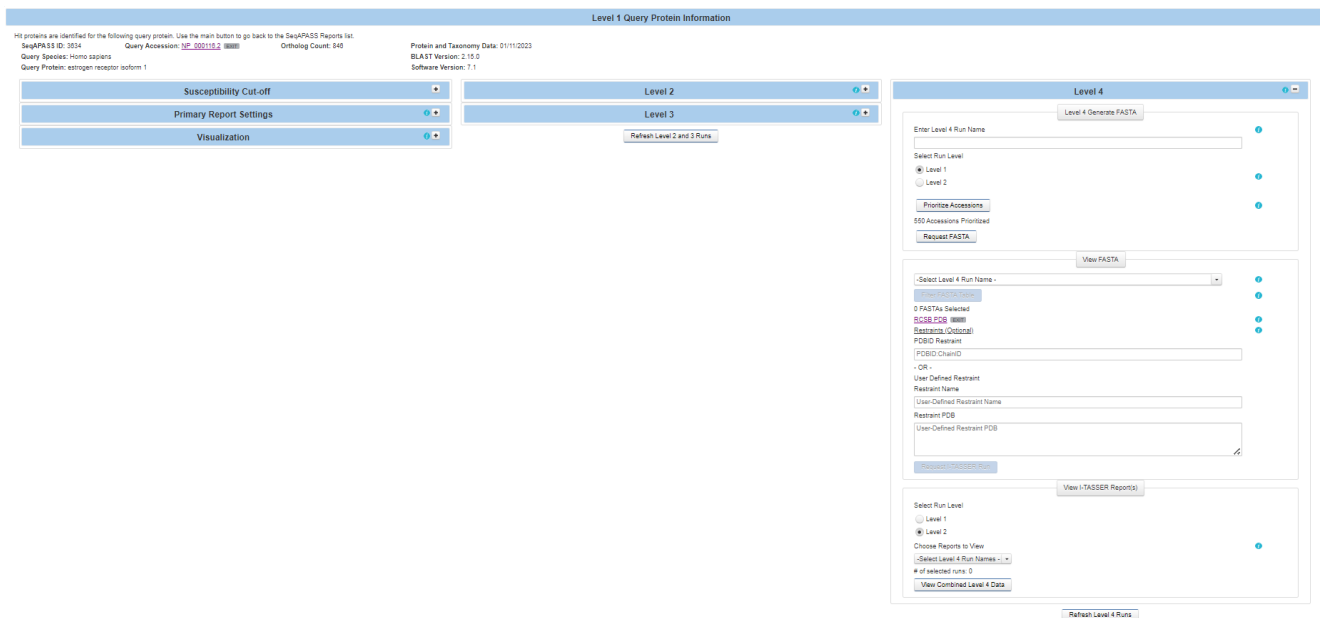 Level 1 Query Protein Information
Hit proteins are identified for the following query protein. Use the main button to go back to the SeqAPASS Reports list.
SeqAPASS ID: 3634 Query Accession: NP_000116.2 EXIT Ortholog Count: 846 Protein and Taxonomy Data: 01/11/2023
Query Species: Homo sapiens BLAST Version: 2.15.0
Query Protein: estrogen receptor isoform 1 Software Version: 7.1
Susceptibility Cut-off
Primary Report Settings
Visualization
Level 2
Level 3
Refresh Level 2 and 3 Runs
Level 4
Level 4 Generate FASTA
Enter Level 4 Run Name
Select Run Level
Level 1
Level 2
Prioritize Accessions
560 Accessions Prioritized
Request FASTA
View FASTA
-Select Level 4 Run Name -
0 FASTAs Selected
RCSB PDB EXIT
Restraints (Optional)
PDBID Restraint
PDBID:ChainID
- OR -
User Defined Restraint
Restraint Name
User-Defined Restraint Name
Restraint PDB
User-Defined Restraint PDB
Request I-TASSER Run
View I-TASSER Report(s)
Select Run Level
Level 1
Level 2
Choose Reports to View
-Select Level 4 Run Names -
# of selected runs: 0
View Combined Level 4 Data
Refresh Level 4 Runs